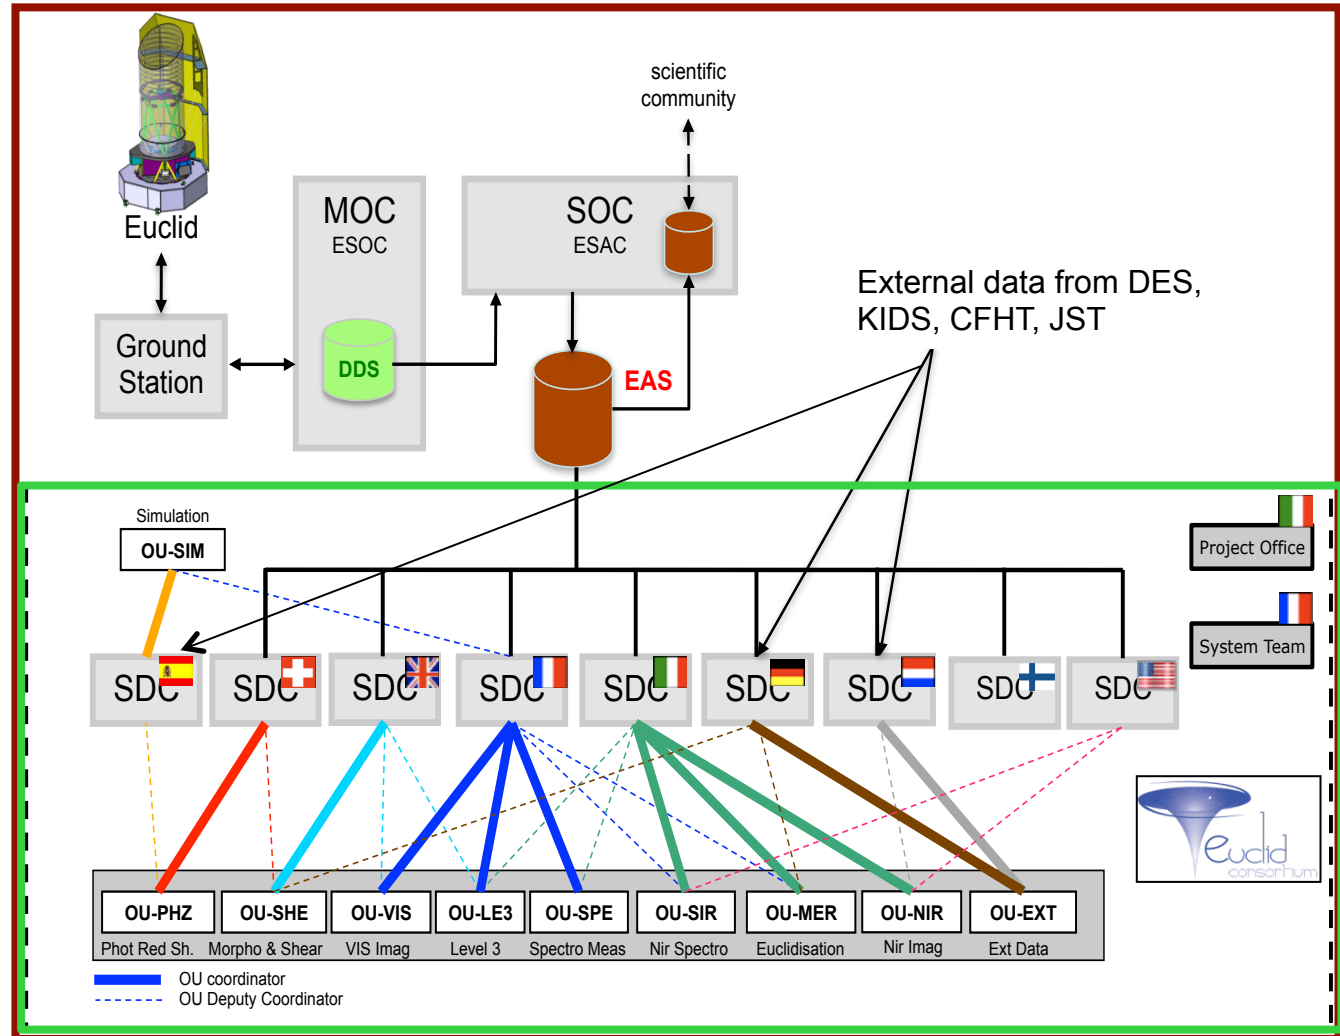 scientific
community
Euclid
MOC
ESOC
SOC
ESAC
External data from DES,
KIDS, CFHT, JST
Ground
Station
DDS
EAS
Simulation
OU-SIM
Project Office
System Team
SDC
SDC
SDC
SDC
SDC
SDC
SDC
SDC
SDC
euclid
consortium
OU-PHZ
OU-SHE
OU-VIS
OU-LE3
OU-SPE
OU-SIR
OU-MER
OU-NIR
OU-EXT
Phot Red Sh.
Morpho & Shear
VIS Imag
Level 3
Spectro Meas
Nir Spectro
Euclidisation
Nir Imag
Ext Data
OU coordinator
OU Deputy Coordinator